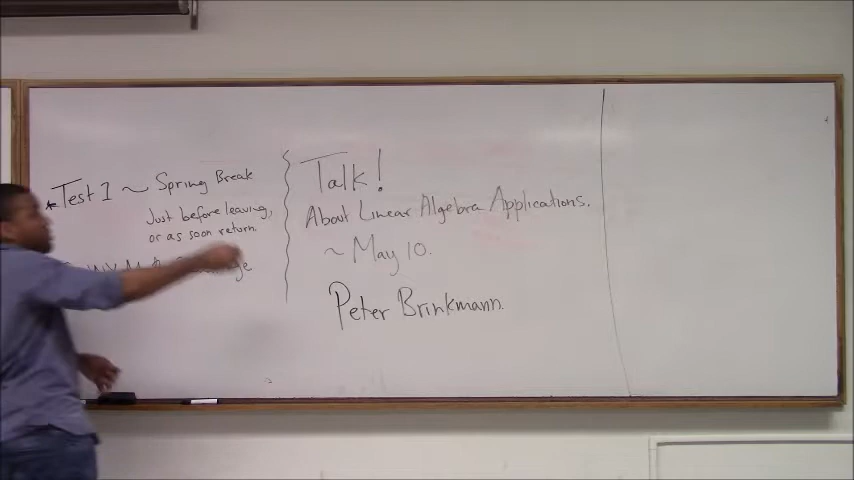 * Test 1 ~ Spring Break
Just before leaving,
or as soon return.
Talk!
About Linear Algebra Applications.
~ May 10.
Peter Brinkmann